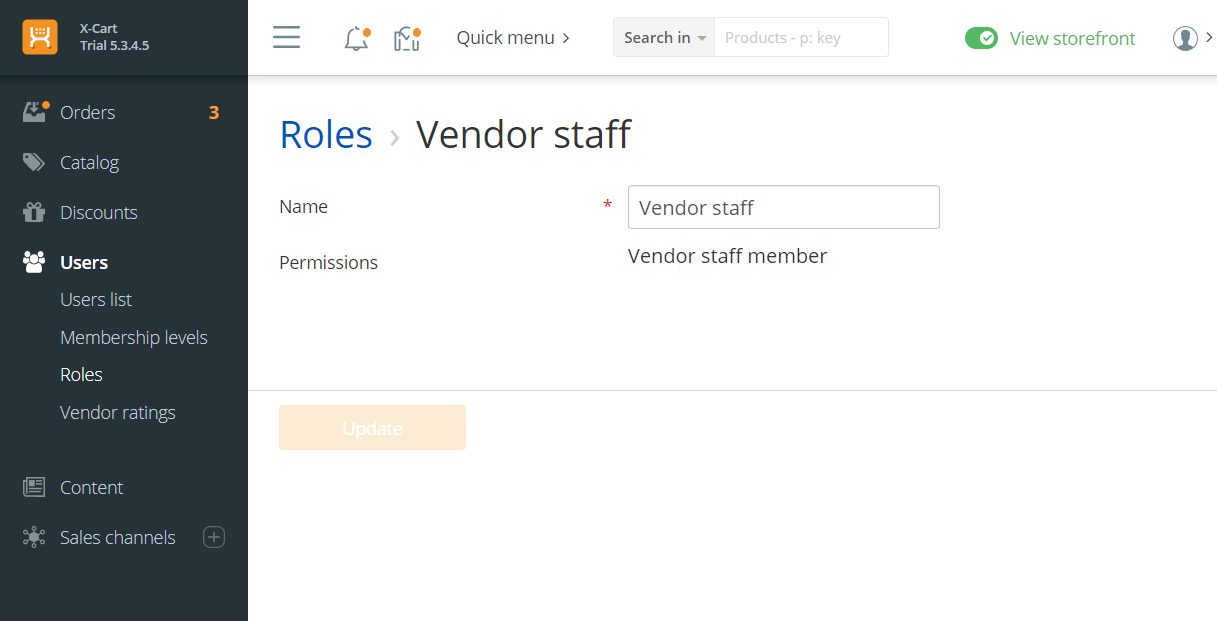 X-Cart
Trial 5.3.4.5
Quick menu
Search in
Products - p: key
View storefront
Orders
3
Catalog
Discounts
Users
Users list
Membership levels
Roles
Vendor ratings
Content
Sales channels
Roles › Vendor staff
Name
*
Vendor staff
Permissions
Vendor staff member
Update